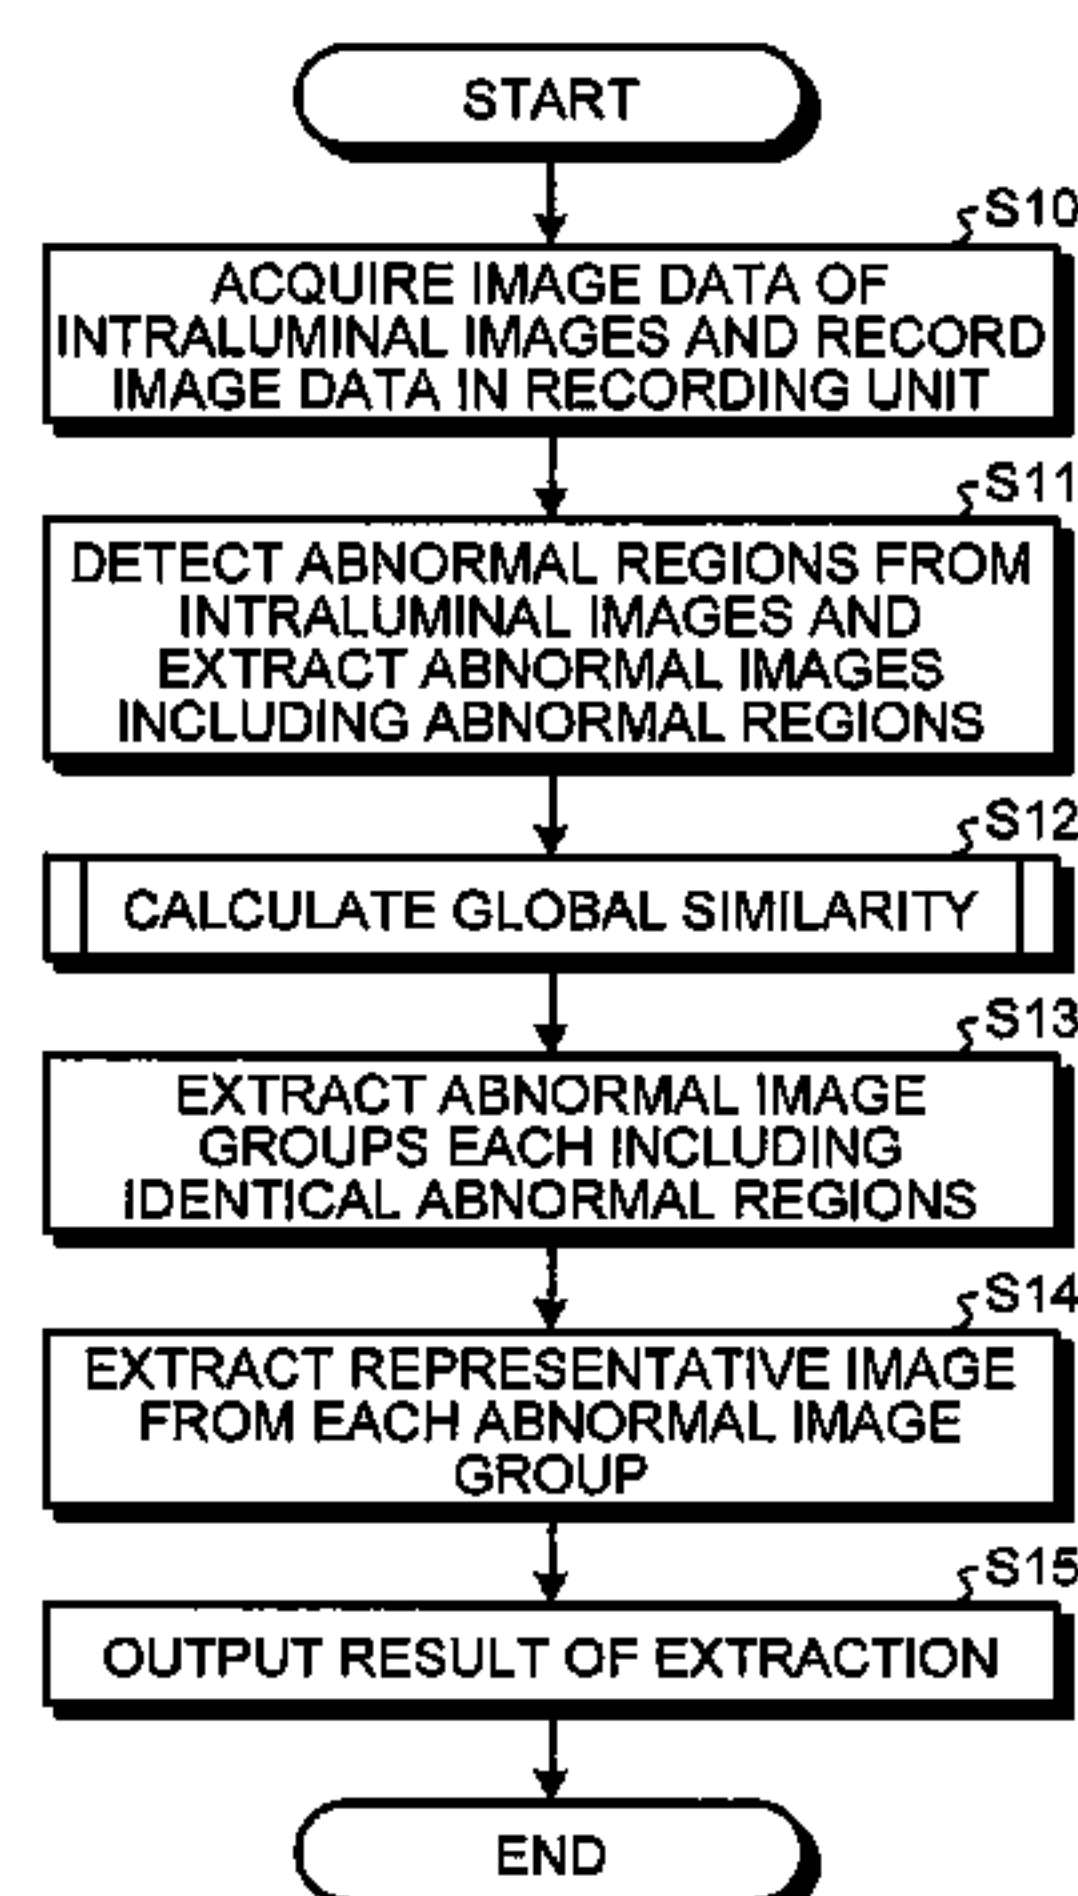 START
S10
ACQUIRE IMAGE DATA OF
INTRALUMINAL IMAGES AND RECORD
IMAGE DATA IN RECORDING UNIT
S11
DETECT ABNORMAL REGIONS FROM
INTRALUMINAL IMAGES AND
EXTRACT ABNORMAL IMAGES
INCLUDING ABNORMAL REGIONS
S12
CALCULATE GLOBAL SIMILARITY
S13
EXTRACT ABNORMAL IMAGE
GROUPS EACH INCLUDING
IDENTICAL ABNORMAL REGIONS
S14
EXTRACT REPRESENTATIVE IMAGE
FROM EACH ABNORMAL IMAGE
GROUP
S15
OUTPUT RESULT OF EXTRACTION
END